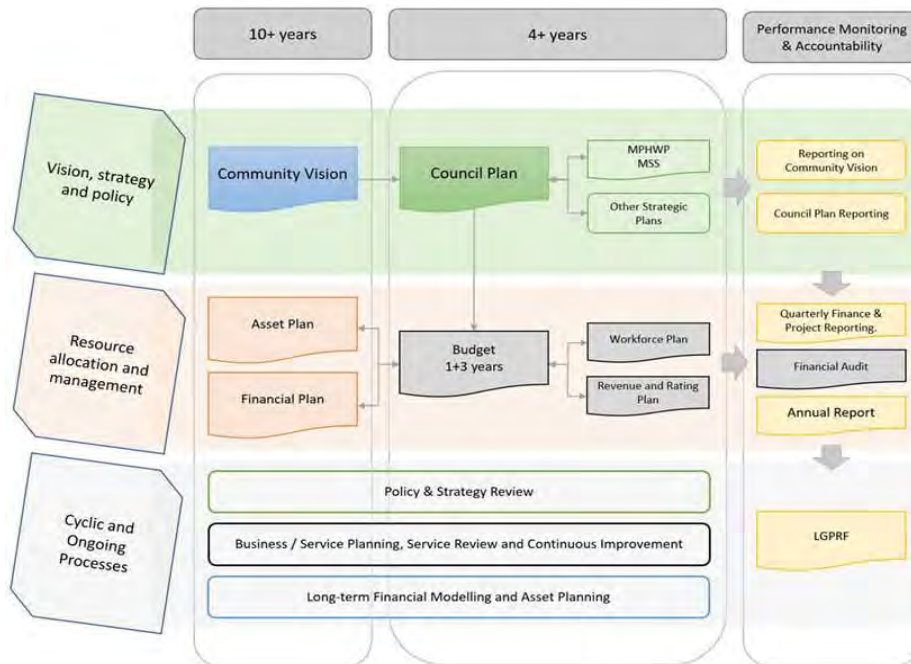 10+ years
4+ years
Performance Monitoring
& Accountability
Vision, strategy
and policy
Community Vision
Council Plan
MPHWP
MSS
Other Strategic
Plans
Reporting on
Community Vision
Council Plan Reporting
Resource
allocation and
management
Asset Plan
Financial Plan
Budget
1+3 years
Workforce Plan
Revenue and Rating
Plan
Quarterly Finance &
Project Reporting.
Financial Audit
Annual Report
Cyclic and
Ongoing
Processes
Policy & Strategy Review
Business / Service Planning, Service Review and Continuous Improvement
Long-term Financial Modelling and Asset Planning
LGPRF